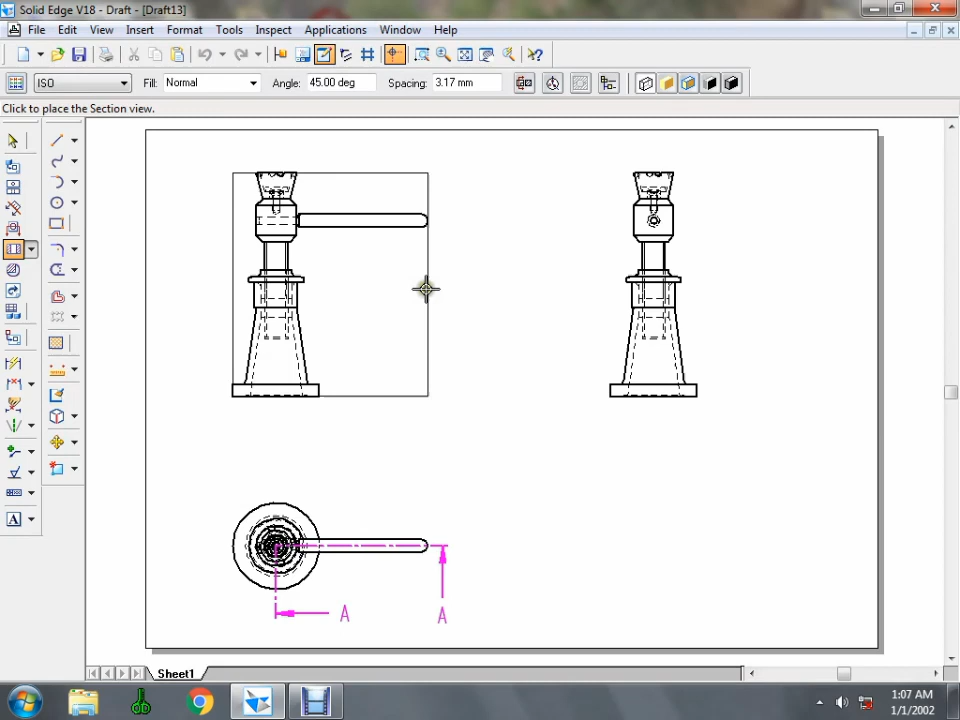 Solid Edge V18 - Draft - [Draft13]
File Edit View Insert Format Tools Inspect Applications Window Help
ISO Fill: Normal Angle: 45.00 deg Spacing: 3.17 mm
Click to place the Section view.
A
A A
Sheet1
1:07 AM
1/1/2002